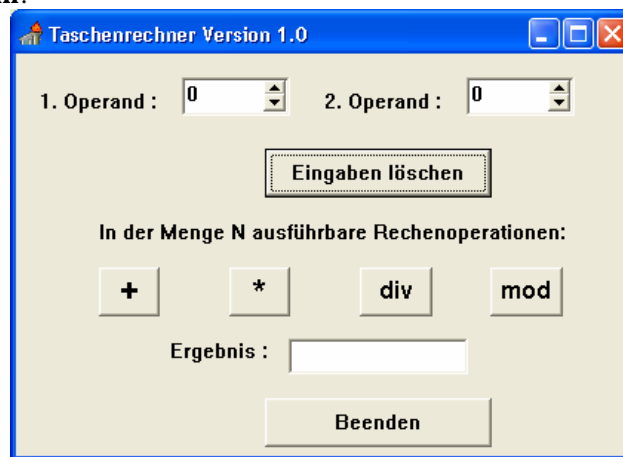 Taschenrechner Version 1.0
1. Operand : 0 2. Operand : 0
Eingaben löschen
In der Menge N ausführbare Rechenoperationen:
+ * div mod
Ergebnis :
Beenden